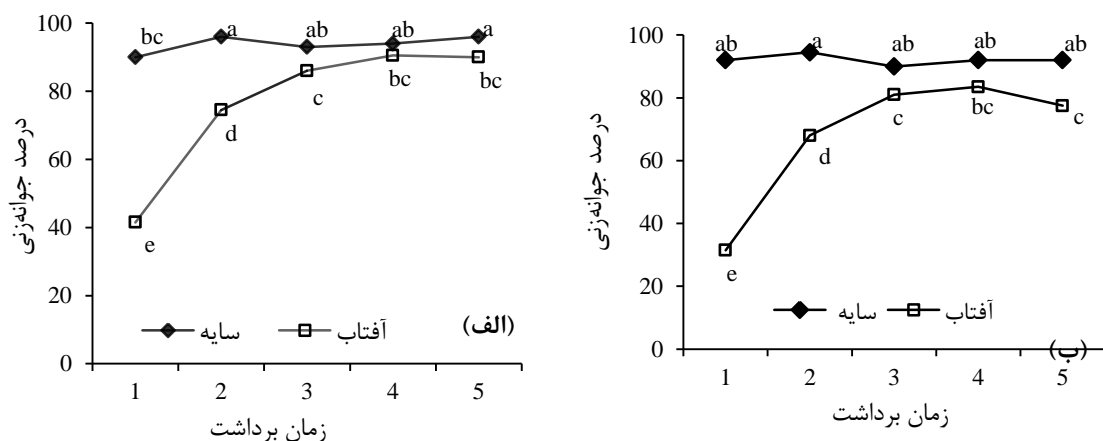 درصد جوانه‌زنی
100
80
60
40
20
0
bc
a
ab
ab
a
e
d
c
bc
bc
سایه
آفتاب
(الف)
1 2 3 4 5
زمان برداشت
درصد جوانه‌زنی
100
80
60
40
20
0
ab
a
ab
ab
ab
e
d
c
bc
c
سایه
آفتاب
(ب)
1 2 3 4 5
زمان برداشت